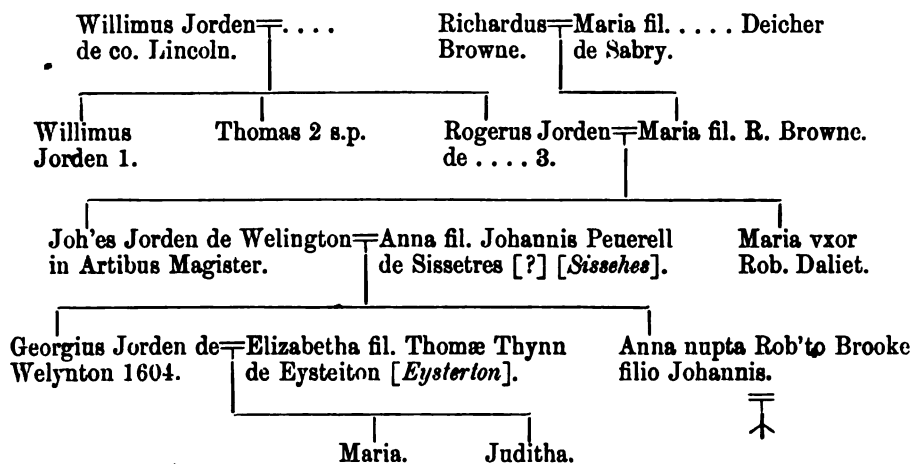 Willimus Jorden . . . .
de co. Lincoln.
Richardus Maria fil. . . . . . Deicher
Browne. de Sabry.
Willimus
Jorden 1.
Thomas 2 s.p.
Rogerus Jorden Maria fil. R. Browne.
de . . . . 3.
Joh'es Jorden de Welington Anna fil. Johannis Peuerell
in Artibus Magister. de Sissetres [?] [Sissehes].
Maria vxor
Rob. Daliet.
Georgius Jorden de Elizabetha fil. Thomæ Thynn
Welynton 1604. de Eysteiton [Eysterton].
Anna nupta Rob'to Brooke
filio Johannis.
Maria. Juditha.